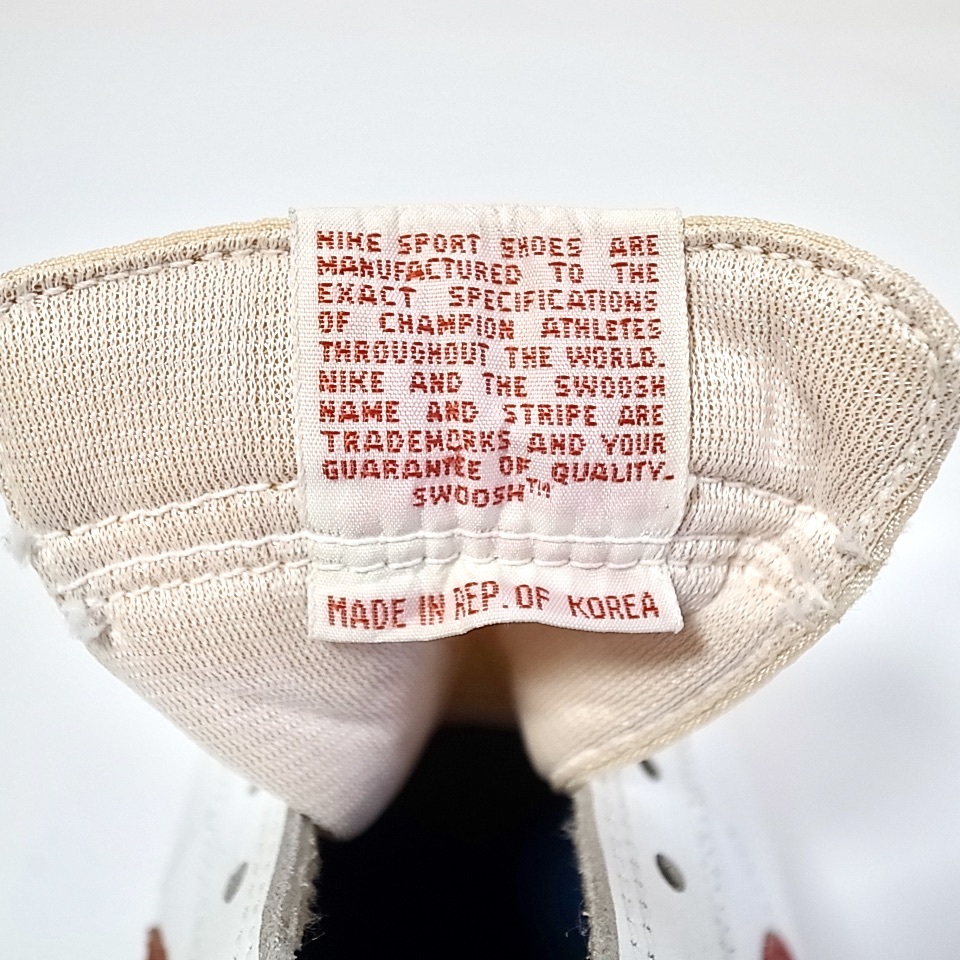 NIKE SPORT SHOES ARE
MANUFACTURED TO THE
EXACT SPECIFICATIONS
OF CHAMPION ATHLETES
THROUGHOUT THE WORLD.
NIKE AND THE SWOOSH
NAME AND STRIPE ARE
TRADEMARKS AND YOUR
GUARANTEE OF QUALITY.
SWOOSH™
MADE IN REP. OF KOREA